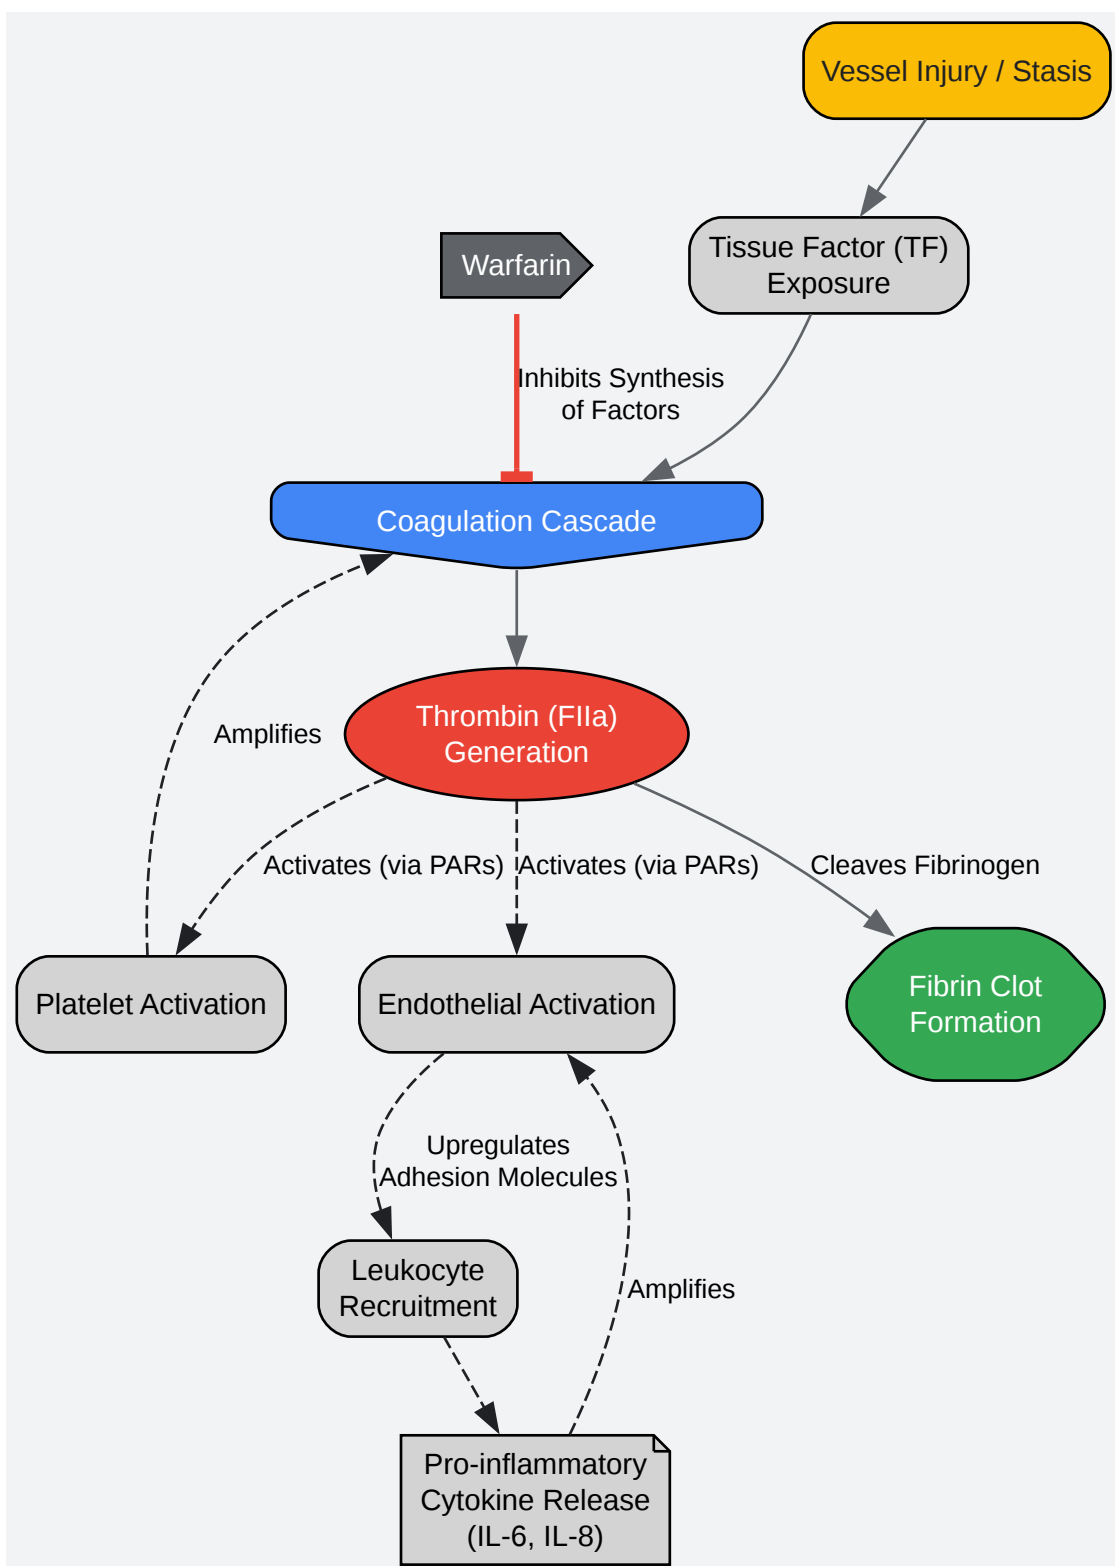 Vessel Injury / Stasis
Tissue Factor (TF)
Exposure
Warfarin
Inhibits Synthesis
of Factors
Coagulation Cascade
Thrombin (FIIa)
Generation
Amplifies
Activates (via PARs)
Activates (via PARs)
Cleaves Fibrinogen
Platelet Activation
Endothelial Activation
Fibrin Clot
Formation
Upregulates
Adhesion Molecules
Leukocyte
Recruitment
Amplifies
Pro-inflammatory
Cytokine Release
(IL-6, IL-8)